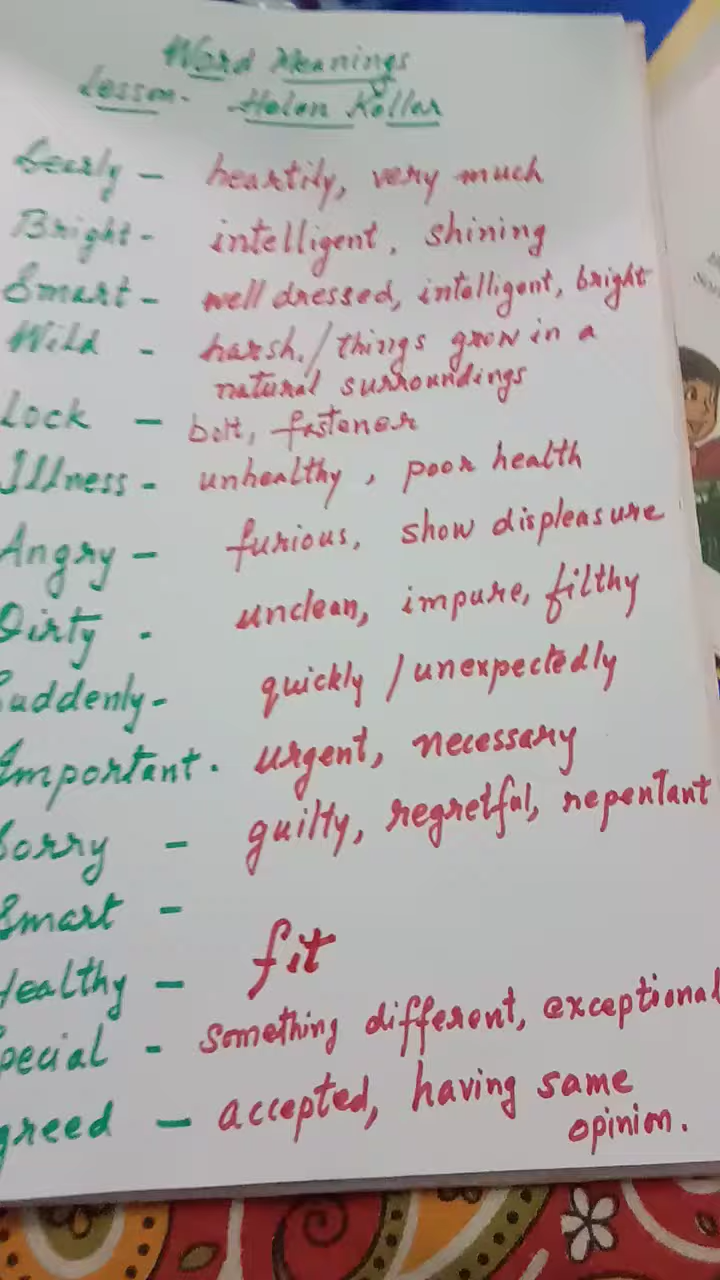 Word Meanings
Lesson - Helen Kellar
Dearly - heartily, very much
Bright - intelligent, shining
Smart - well dressed, intelligent, bright
Wild - harsh. / things grow in a
natural surroundings
Lock - bolt, fastener
Illness - unhealthy, poor health
Angry - furious, show displeasure
Dirty - unclean, impure, filthy
Suddenly - quickly / unexpectedly
Important - urgent, necessary
Sorry - guilty, regretful, repentant
Smart -
Healthy - fit
pecial - something different, exceptional
greed - accepted, having same
opinion.